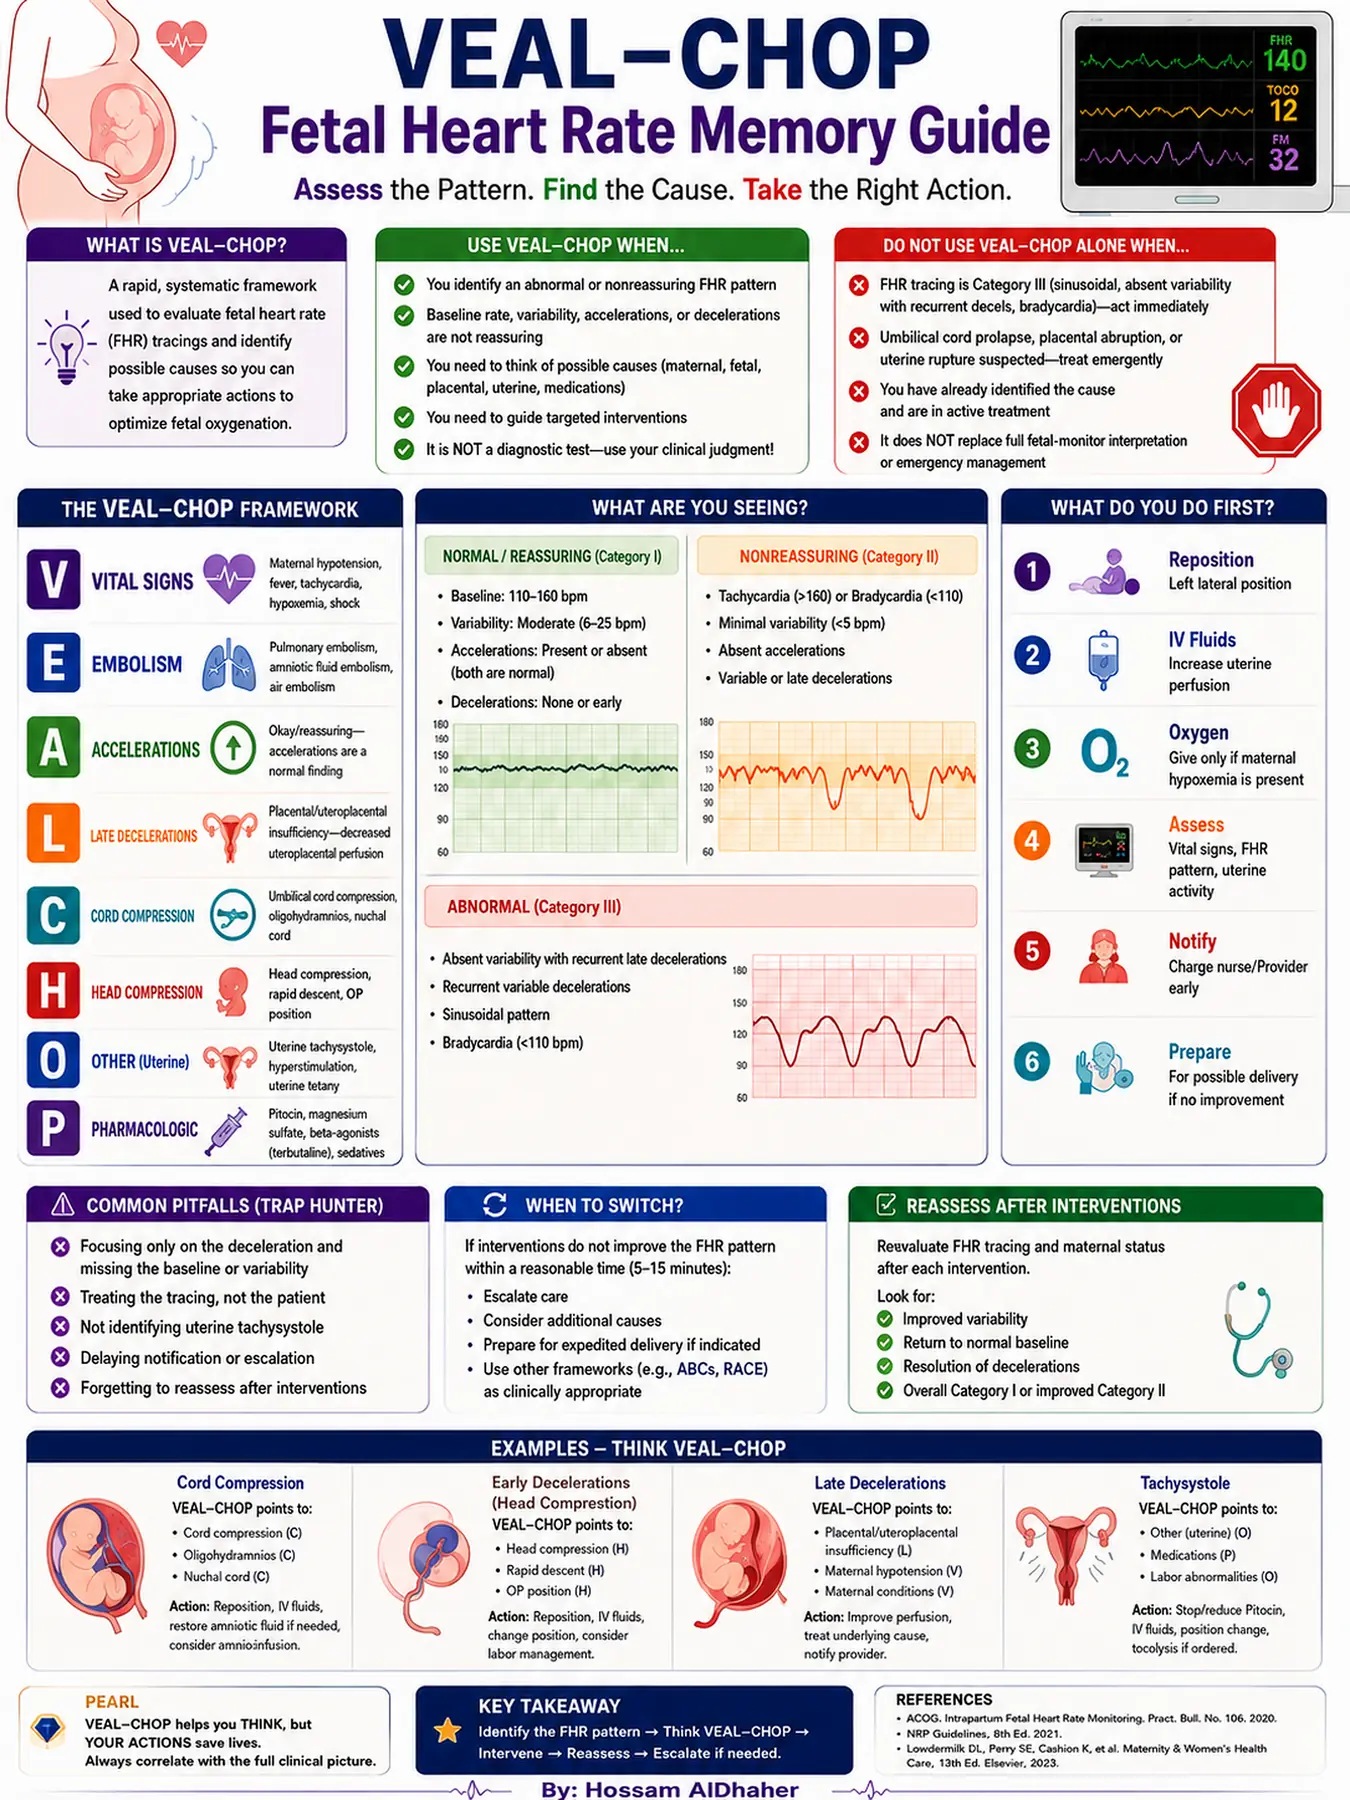 VEAL–CHOP
Fetal Heart Rate Memory Guide
Assess the Pattern. Find the Cause. Take the Right Action.
FHR
140
TOCO
12
FM
32
WHAT IS VEAL–CHOP?
A rapid, systematic framework
used to evaluate fetal heart rate
(FHR) tracings and identify
possible causes so you can
take appropriate actions to
optimize fetal oxygenation.
USE VEAL–CHOP WHEN...
You identify an abnormal or nonreassuring FHR pattern
Baseline rate, variability, accelerations, or decelerations
are not reassuring
You need to think of possible causes (maternal, fetal,
placental, uterine, medications)
You need to guide targeted interventions
It is NOT a diagnostic test—use your clinical judgment!
DO NOT USE VEAL–CHOP ALONE WHEN...
FHR tracing is Category III (sinusoidal, absent variability
with recurrent decels, bradycardia)—act immediately
Umbilical cord prolapse, placental abruption, or
uterine rupture suspected—treat emergently
You have already identified the cause
and are in active treatment
It does NOT replace full fetal-monitor interpretation
or emergency management
THE VEAL–CHOP FRAMEWORK
V
VITAL SIGNS
Maternal hypotension,
fever, tachycardia,
hypoxemia, shock
E
EMBOLISM
Pulmonary embolism,
amniotic fluid embolism,
air embolism
A
ACCELERATIONS
Okay/reassuring—
accelerations are a
normal finding
L
LATE DECELERATIONS
Placental/uteroplacental
insufficiency—decreased
uteroplacental perfusion
C
CORD COMPRESSION
Umbilical cord compression,
oligohydramnios, nuchal
cord
H
HEAD COMPRESSION
Head compression,
rapid descent, OP
position
O
OTHER (Uterine)
Uterine tachysystole,
hyperstimulation,
uterine tetany
P
PHARMACOLOGIC
Pitocin, magnesium
sulfate, beta-agonists
(terbutaline), sedatives
WHAT ARE YOU SEEING?
NORMAL / REASSURING (Category I)
• Baseline: 110–160 bpm
• Variability: Moderate (6–25 bpm)
• Accelerations: Present or absent
(both are normal)
• Decelerations: None or early
180
160
150
10
120
90
60
NONREASSURING (Category II)
• Tachycardia (>160) or Bradycardia (<110)
• Minimal variability (<5 bpm)
• Absent accelerations
• Variable or late decelerations
180
150
120
90
90
60
ABNORMAL (Category III)
• Absent variability with recurrent late decelerations
• Recurrent variable decelerations
• Sinusoidal pattern
• Bradycardia (<110 bpm)
180
150
120
90
60
WHAT DO YOU DO FIRST?
1
Reposition
Left lateral position
2
IV Fluids
Increase uterine
perfusion
3
O2
Oxygen
Give only if maternal
hypoxemia is present
4
Assess
Vital signs, FHR
pattern, uterine
activity
5
Notify
Charge nurse/Provider
early
6
Prepare
For possible delivery
if no improvement
COMMON PITFALLS (TRAP HUNTER)
Focusing only on the deceleration and
missing the baseline or variability
Treating the tracing, not the patient
Not identifying uterine tachysystole
Delaying notification or escalation
Forgetting to reassess after interventions
WHEN TO SWITCH?
If interventions do not improve the FHR pattern
within a reasonable time (5–15 minutes):
• Escalate care
• Consider additional causes
• Prepare for expedited delivery if indicated
• Use other frameworks (e.g., ABCs, RACE)
as clinically appropriate
REASSESS AFTER INTERVENTIONS
Reevaluate FHR tracing and maternal status
after each intervention.
Look for:
Improved variability
Return to normal baseline
Resolution of decelerations
Overall Category I or improved Category II
EXAMPLES – THINK VEAL–CHOP
Cord Compression
VEAL–CHOP points to:
• Cord compression (C)
• Oligohydramnios (C)
• Nuchal cord (C)
Action: Reposition, IV fluids,
restore amniotic fluid if needed,
consider amnioinfusion.
Early Decelerations
(Head Comprestion)
VEAL–CHOP points to:
• Head compression (H)
• Rapid descent (H)
• OP position (H)
Action: Reposition, IV fluids,
change position, consider
labor management.
Late Decelerations
VEAL–CHOP points to:
• Placental/uteroplacental
insufficiency (L)
• Maternal hypotension (V)
• Maternal conditions (V)
Action: Improve perfusion,
treat underlying cause,
notify provider.
Tachysystole
VEAL–CHOP points to:
• Other (uterine) (O)
• Medications (P)
• Labor abnormalities (O)
Action: Stop/reduce Pitocin,
IV fluids, position change,
tocolysis if ordered.
PEARL
VEAL–CHOP helps you THINK, but
YOUR ACTIONS save lives.
Always correlate with the full clinical picture.
KEY TAKEAWAY
Identify the FHR pattern → Think VEAL–CHOP →
Intervene → Reassess → Escalate if needed.
REFERENCES
• ACOG. Intrapartum Fetal Heart Rate Monitoring. Pract. Bull. No. 106. 2020.
• NRP Guidelines, 8th Ed. 2021.
• Lowdermilk DL, Perry SE, Cashion K, et al. Maternity & Women's Health
Care, 13th Ed. Elsevier, 2023.
By: Hossam AlDhaher